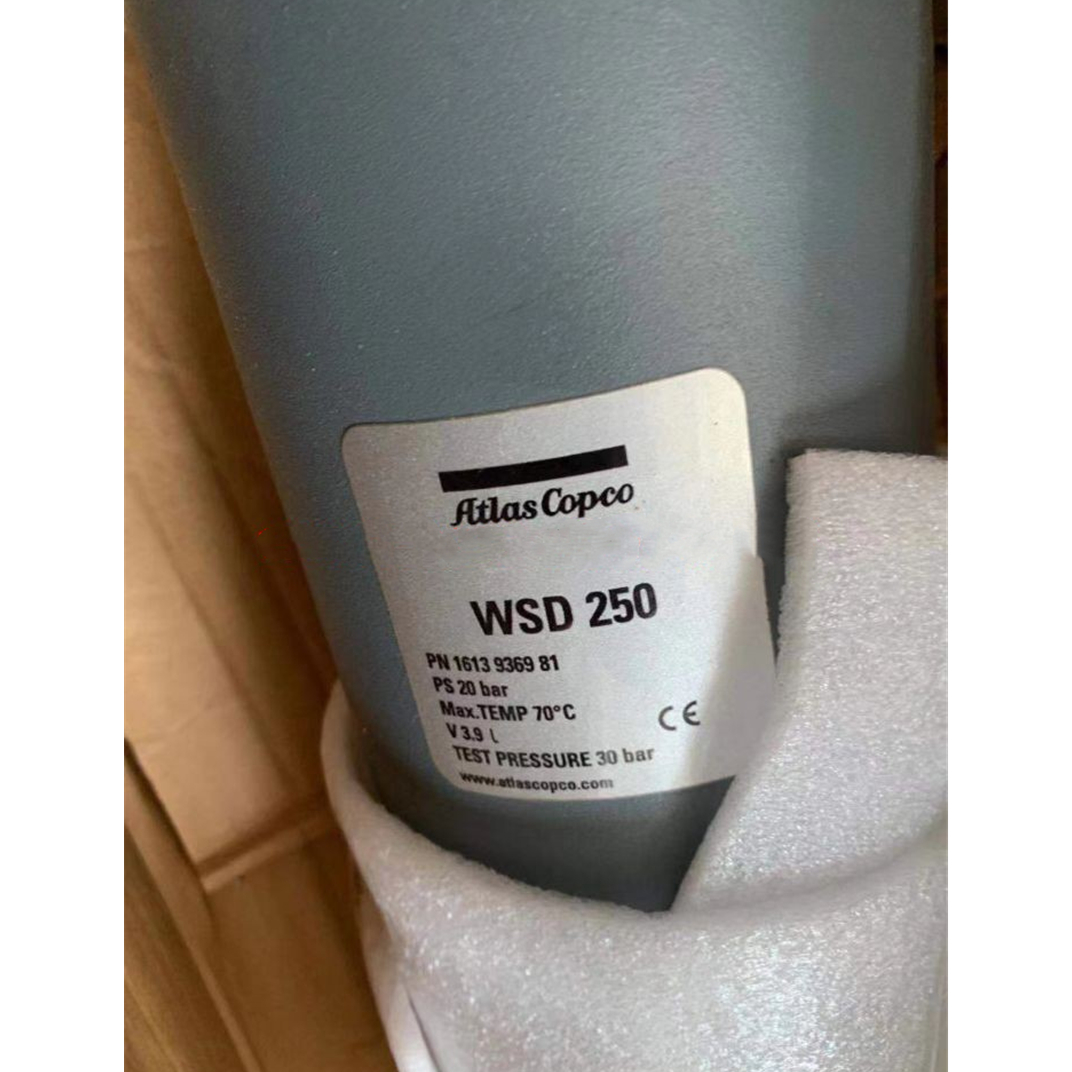 Atlas Copco
WSD 250
PN 1613 9369 81
PS 20 bar
Max.TEMP 70°C
V 3.9 L
TEST PRESSURE 30 bar
CE
www.atlascopco.com